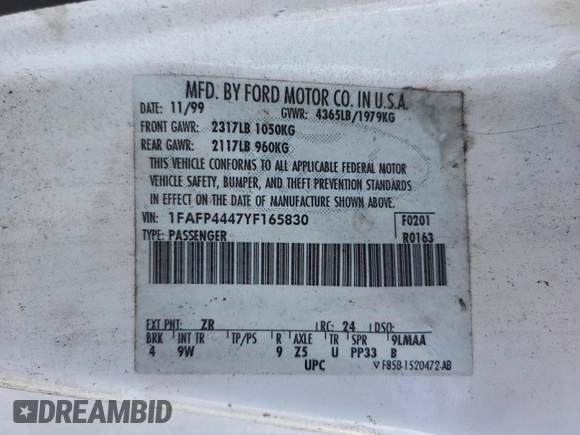 MFD. BY FORD MOTOR CO. IN U.S.A.
DATE: 11/99 GVWR: 4365LB/1979KG
FRONT GAWR: 2317LB 1050KG
REAR GAWR: 2117LB 960KG
THIS VEHICLE CONFORMS TO ALL APPLICABLE FEDERAL MOTOR
VEHICLE SAFETY, BUMPER, AND THEFT PREVENTION STANDARDS
IN EFFECT ON THE DATE OF MANUFACTURE SHOWN ABOVE.
VIN: 1FAFP4447YF165830 F0201
TYPE: PASSENGER R0163
EXT PNT: ZR RC: 24 DSO:
BRK INT TR TP/PS R AXLE TR SPR 9LMAA
4 9W 9 Z5 U PP33 B
UPC F85B-1520472-AB
DREAMBID